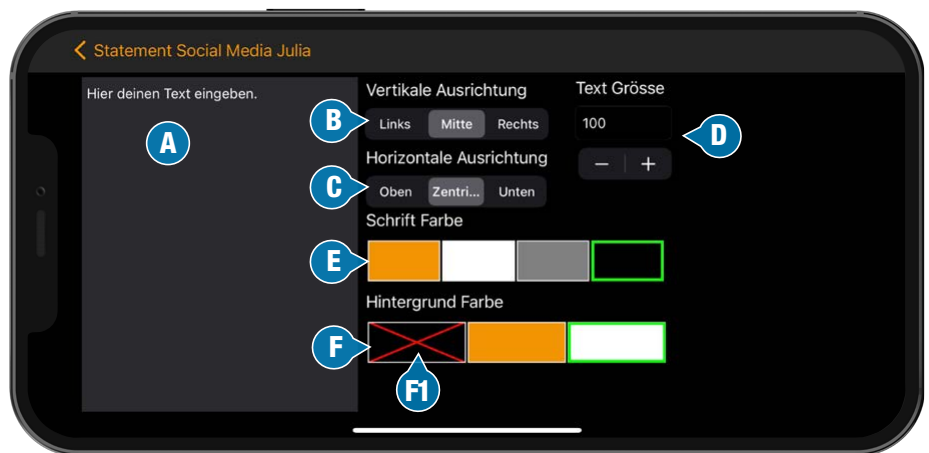 Statement Social Media Julia
Hier deinen Text eingeben.
A
Vertikale Ausrichtung
B
Links Mitte Rechts
Horizontale Ausrichtung
C
Oben Zentri... Unten
Text Grösse
100
D
− +
Schrift Farbe
E
Hintergrund Farbe
F
F1